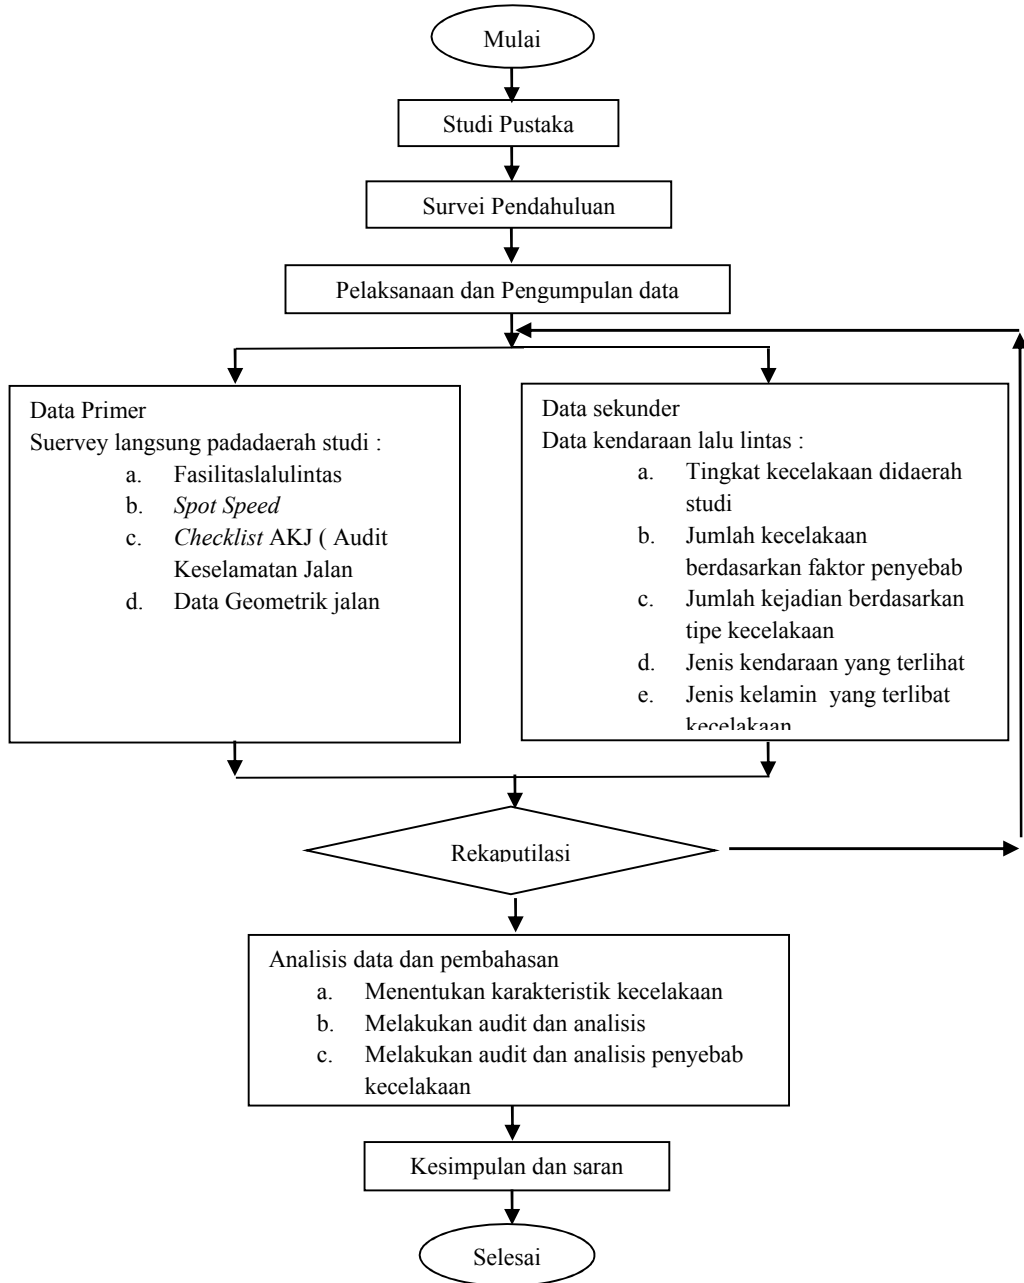 Mulai
Studi Pustaka
Survei Pendahuluan
Pelaksanaan dan Pengumpulan data
Data Primer
Suervey langsung padadaerah studi :
a. Fasilitaslalulintas
b. Spot Speed
c. Checklist AKJ ( Audit
Keselamatan Jalan
d. Data Geometrik jalan
Data sekunder
Data kendaraan lalu lintas :
a. Tingkat kecelakaan didaerah
studi
b. Jumlah kecelakaan
berdasarkan faktor penyebab
c. Jumlah kejadian berdasarkan
tipe kecelakaan
d. Jenis kendaraan yang terlihat
e. Jenis kelamin yang terlibat
kecelakaan
Rekaputilasi
Analisis data dan pembahasan
a. Menentukan karakteristik kecelakaan
b. Melakukan audit dan analisis
c. Melakukan audit dan analisis penyebab
kecelakaan
Kesimpulan dan saran
Selesai